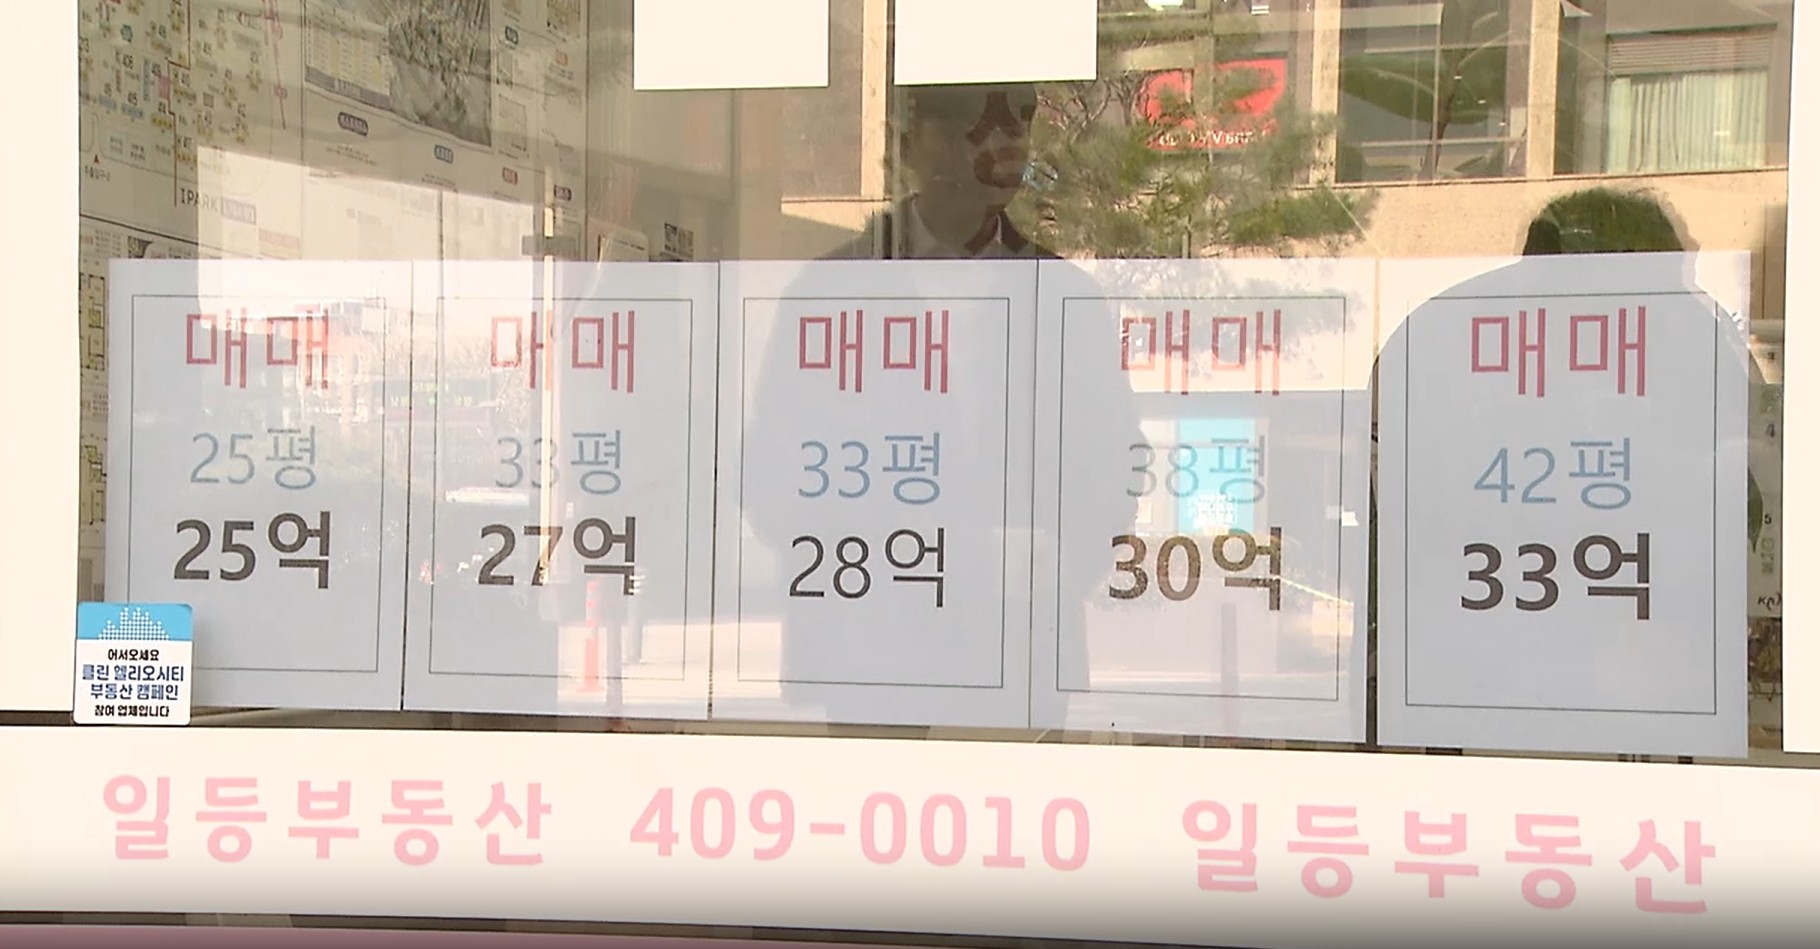 IPARK
매매
25평
25억
매매
33평
27억
매매
33평
28억
매매
38평
30억
매매
42평
33억
어서오세요
클린 헬리오시티
부동산 캠페인
참여 업체입니다
일등부동산 409-0010 일등부동산